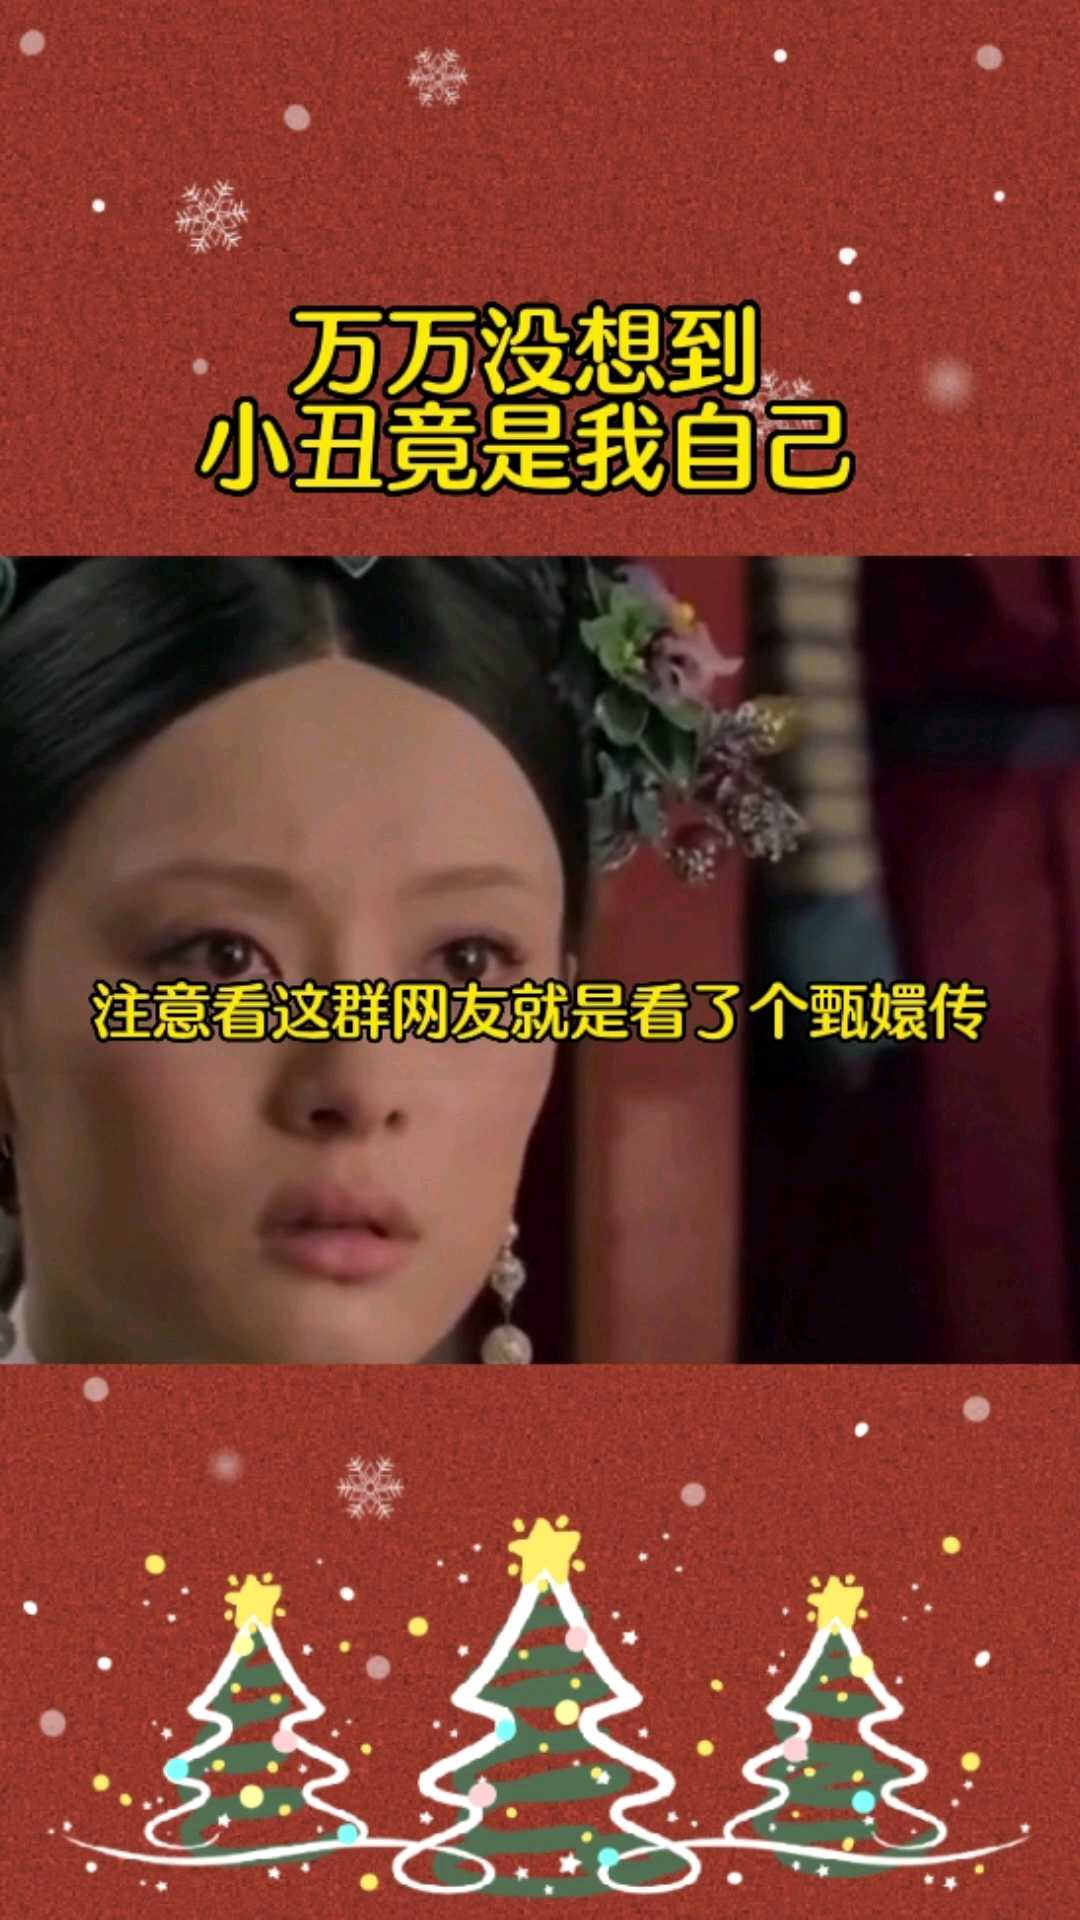 万万没想到
小丑竟是我自己
注意看这群网友就是看了个甄嬛传